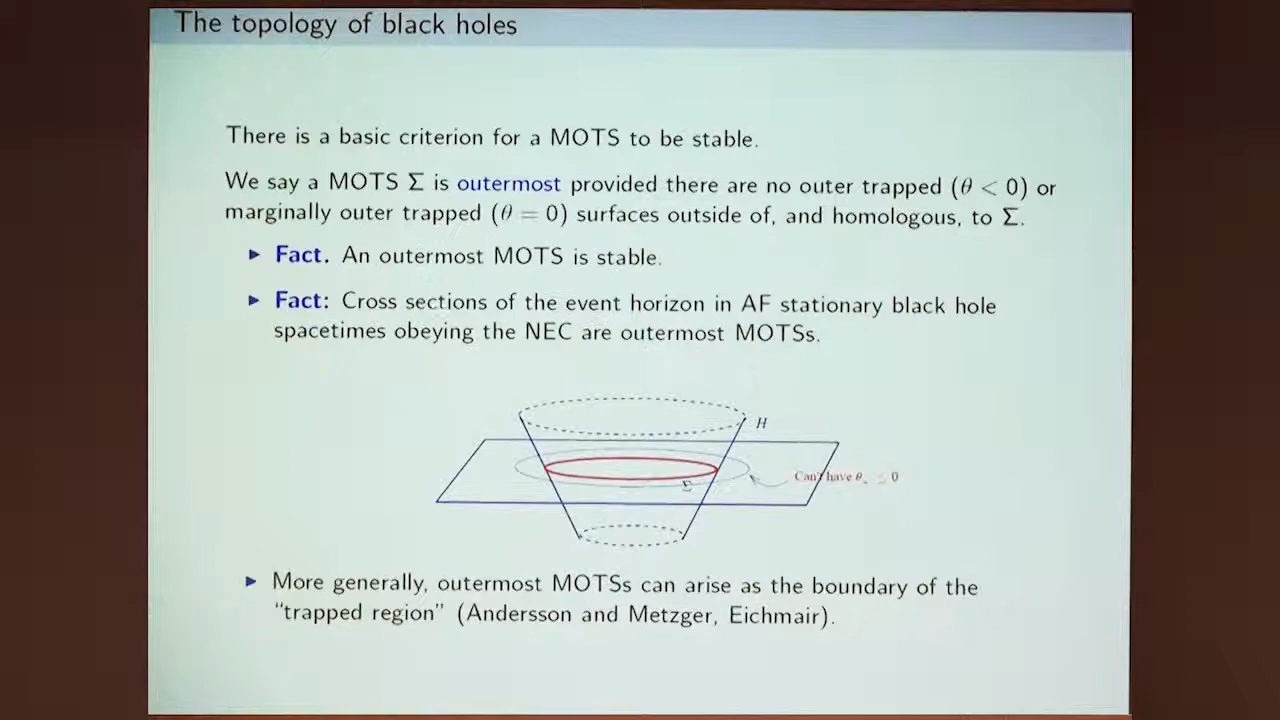 The topology of black holes
There is a basic criterion for a MOTS to be stable.
We say a MOTS Σ is outermost provided there are no outer trapped (θ < 0) or
marginally outer trapped (θ = 0) surfaces outside of, and homologous, to Σ.
► Fact. An outermost MOTS is stable.
► Fact: Cross sections of the event horizon in AF stationary black hole
spacetimes obeying the NEC are outermost MOTSs.
H
Can't have θ₊ ≤ 0
Σ
► More generally, outermost MOTSs can arise as the boundary of the
“trapped region” (Andersson and Metzger, Eichmair).